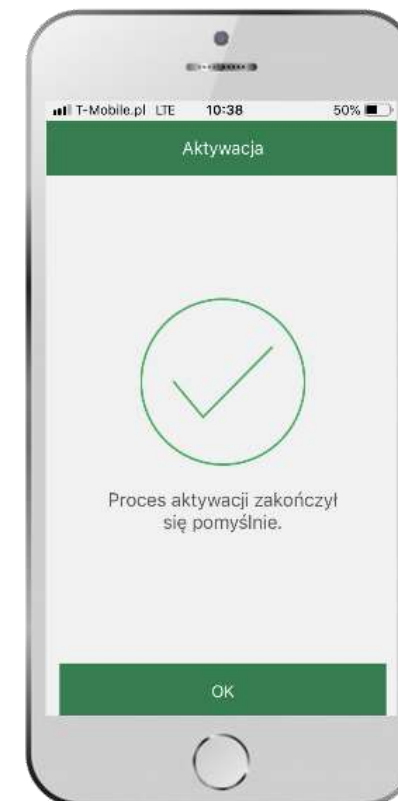 T-Mobile.pl LTE 10:38 50%
Aktywacja
Proces aktywacji zakończył
się pomyślnie.
OK